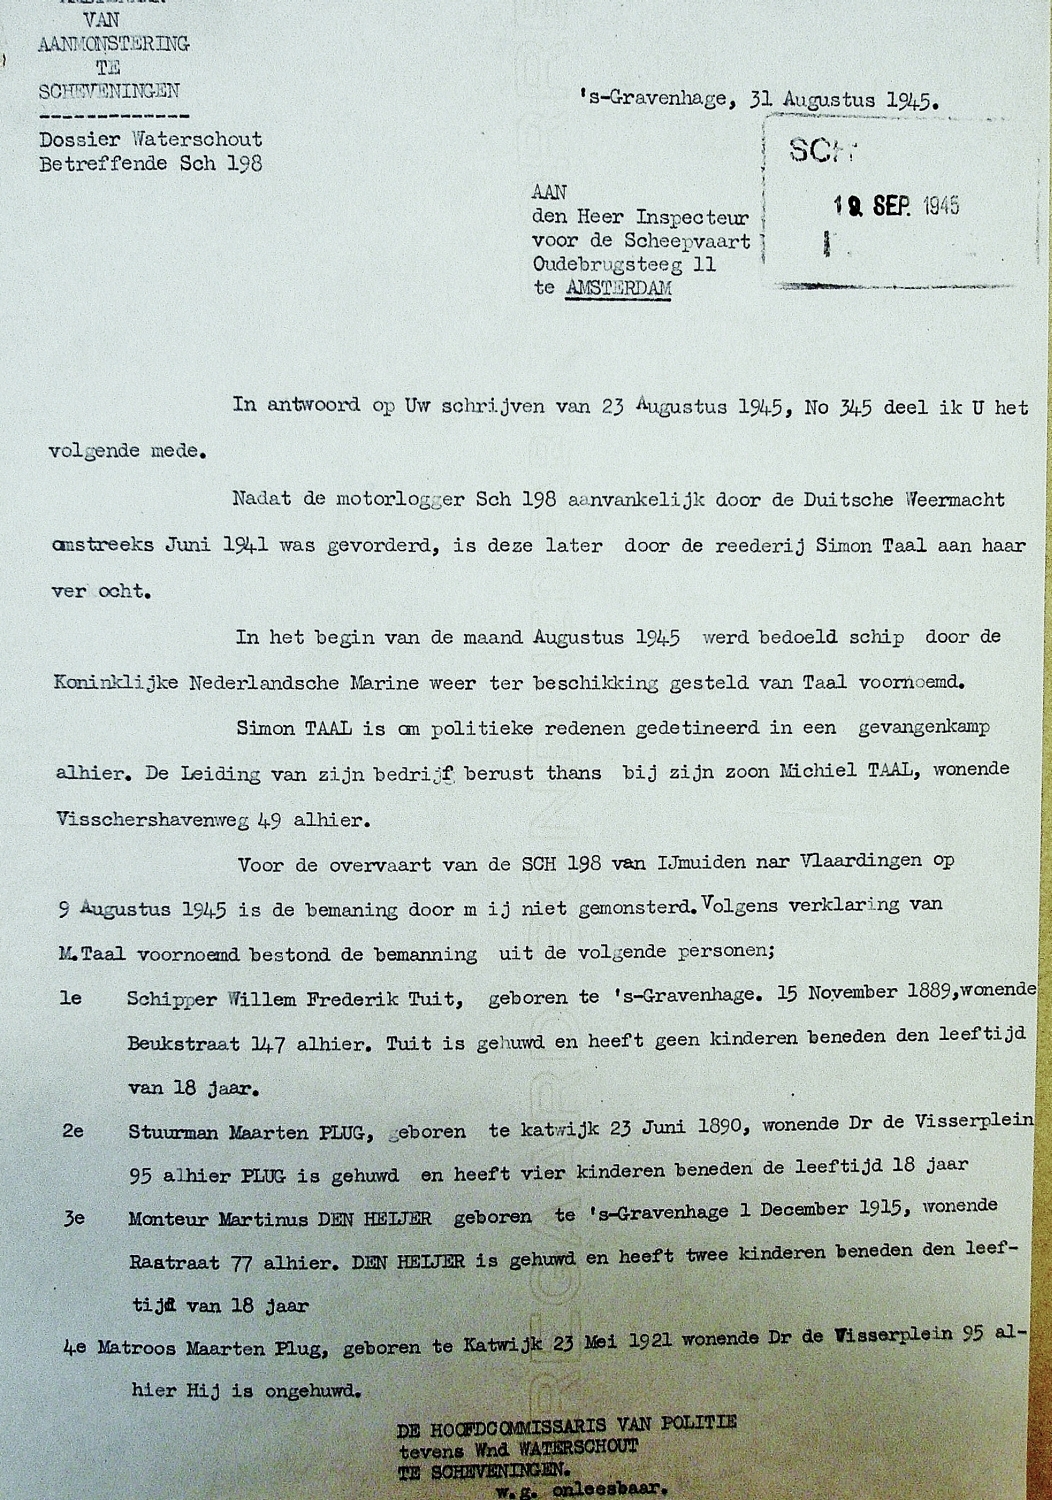 VAN
AANMONSTERING
TE
SCHEVENINGEN
-------------
Dossier Waterschout
Betreffende Sch 198
's-Gravenhage, 31 Augustus 1945.
SCH
19 SEP. 1945
AAN
den Heer Inspecteur
voor de Scheepvaart
Oudebrugsteeg 11
te AMSTERDAM
In antwoord op Uw schrijven van 23 Augustus 1945, No 345 deel ik U het
volgende mede.
Nadat de motorlogger Sch 198 aanvankelijk door de Duitsche Weermacht
omstreeks Juni 1941 was gevorderd, is deze later door de reederij Simon Taal aan haar
ver ocht.
In het begin van de maand Augustus 1945 werd bedoeld schip door de
Koninklijke Nederlandsche Marine weer ter beschikking gesteld van Taal voornoemd.
Simon TAAL is om politieke redenen gedetineerd in een gevangenkamp
alhier. De Leiding van zijn bedrijf berust thans bij zijn zoon Michiel TAAL, wonende
Visschershavenweg 49 alhier.
Voor de overvaart van de SCH 198 van IJmuiden nar Vlaardingen op
9 Augustus 1945 is de bemaning door m ij niet gemonsterd. Volgens verklaring van
M.Taal voornoemd bestond de bemanning uit de volgende personen;
1e Schipper Willem Frederik Tuit, geboren te 's-Gravenhage. 15 November 1889,wonende
Beukstraat 147 alhier. Tuit is gehuwd en heeft geen kinderen beneden den leeftijd
van 18 jaar.
2e Stuurman Maarten PLUG, geboren te katwijk 23 Juni 1890, wonende Dr de Visserplein
95 alhier PLUG is gehuwd en heeft vier kinderen beneden de leeftijd 18 jaar
3e Monteur Martinus DEN HEIJER geboren te 's-Gravenhage 1 December 1915, wonende
Raatraat 77 alhier. DEN HEIJER is gehuwd en heeft twee kinderen beneden den leef-
tijd van 18 jaar
4e Matroos Maarten Plug, geboren te Katwijk 23 Mei 1921 wonende Dr de Visserplein 95 al-
hier Hij is ongehuwd.
DE HOOFDCOMMISSARIS VAN POLITIE
tevens Wnd WATERSCHOUT
TE SCHEVENINGEN.
w.g. onleesbaar.